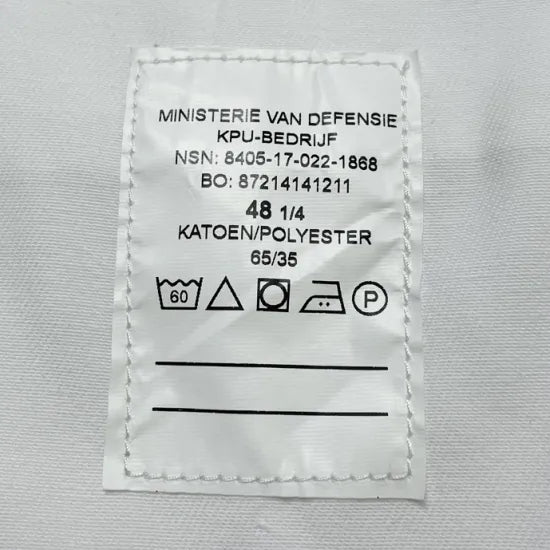 MINISTERIE VAN DEFENSIE
KPU-BEDRIJF
NSN: 8405-17-022-1868
BO: 87214141211
48 1/4
KATOEN/POLYESTER
65/35
60 P